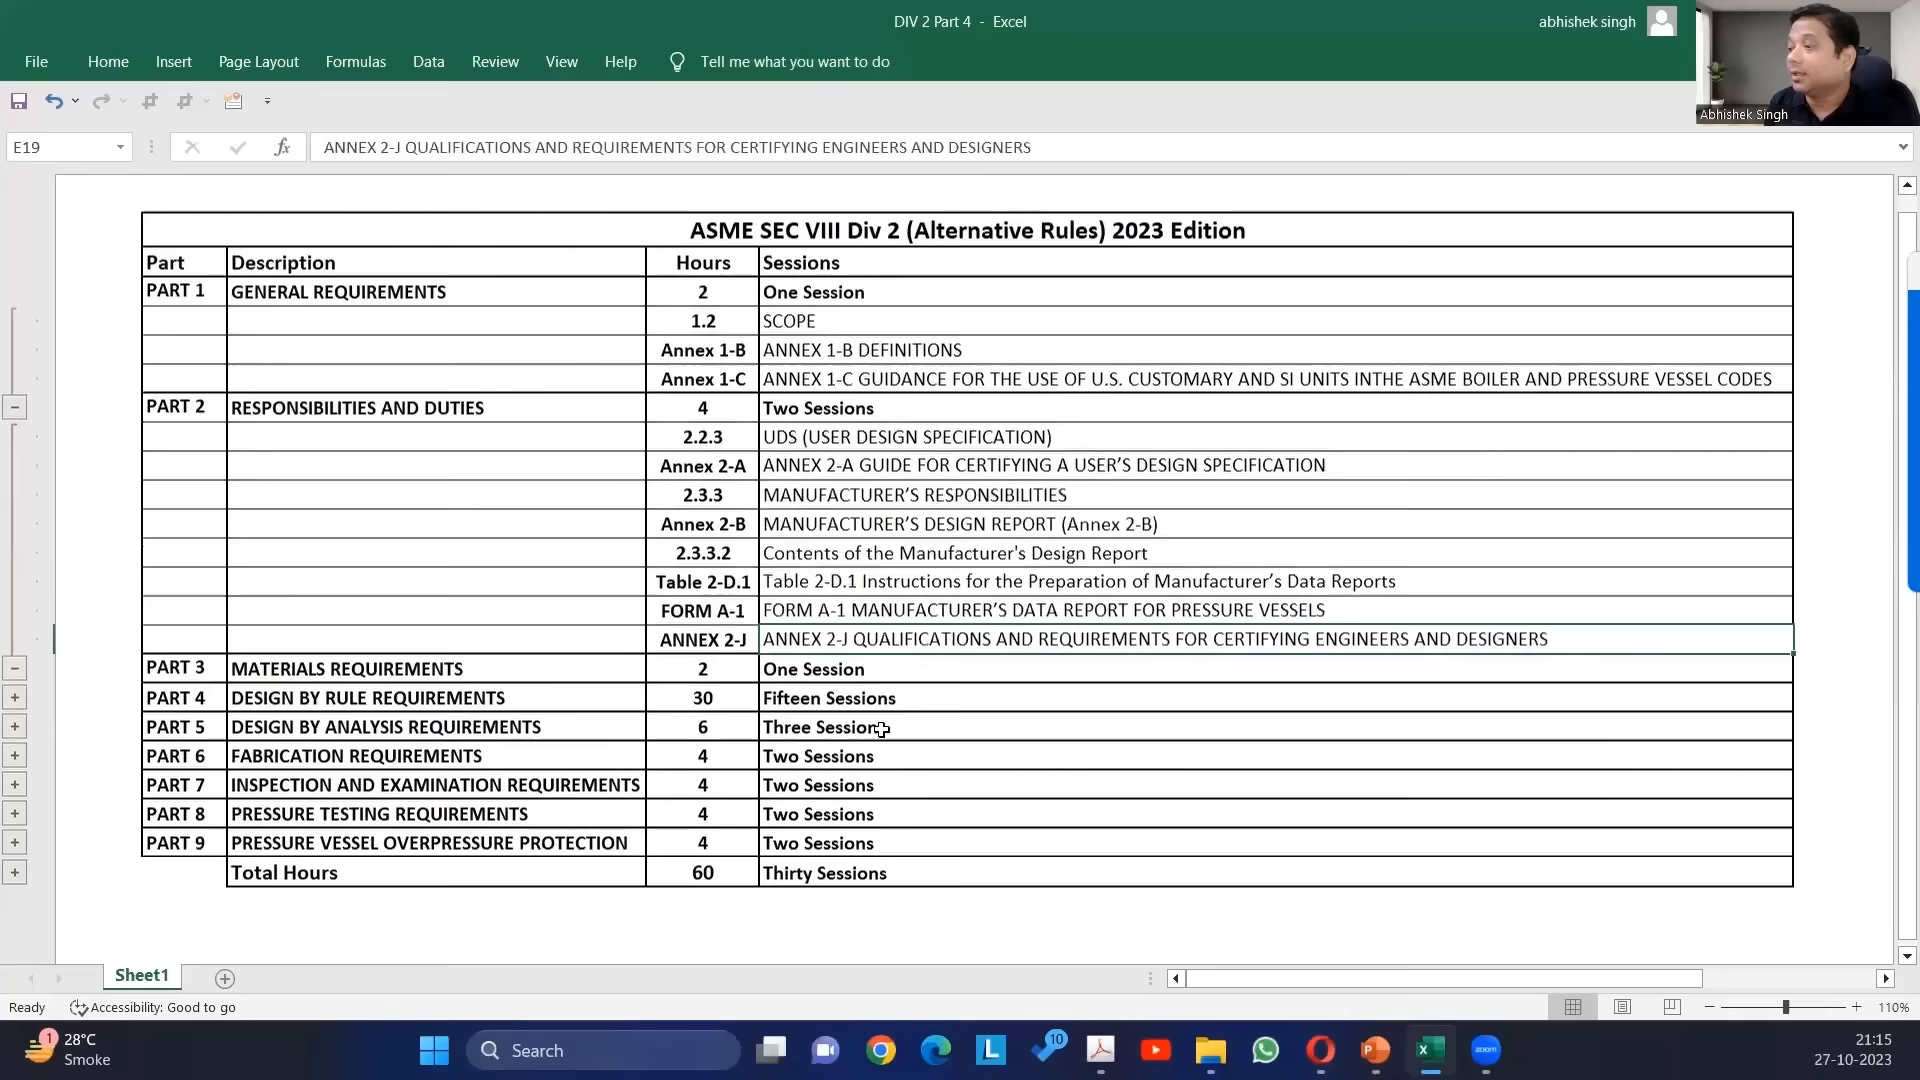 DIV 2 Part 4 - Excel
abhishek singh
File Home Insert Page Layout Formulas Data Review View Help Tell me what you want to do
Abhishek Singh
E19 fx ANNEX 2-J QUALIFICATIONS AND REQUIREMENTS FOR CERTIFYING ENGINEERS AND DESIGNERS
ASME SEC VIII Div 2 (Alternative Rules) 2023 Edition
Part Description Hours Sessions
PART 1 GENERAL REQUIREMENTS 2 One Session
1.2 SCOPE
Annex 1-B ANNEX 1-B DEFINITIONS
Annex 1-C ANNEX 1-C GUIDANCE FOR THE USE OF U.S. CUSTOMARY AND SI UNITS INTHE ASME BOILER AND PRESSURE VESSEL CODES
PART 2 RESPONSIBILITIES AND DUTIES 4 Two Sessions
2.2.3 UDS (USER DESIGN SPECIFICATION)
Annex 2-A ANNEX 2-A GUIDE FOR CERTIFYING A USER’S DESIGN SPECIFICATION
2.3.3 MANUFACTURER’S RESPONSIBILITIES
Annex 2-B MANUFACTURER’S DESIGN REPORT (Annex 2-B)
2.3.3.2 Contents of the Manufacturer's Design Report
Table 2-D.1 Table 2-D.1 Instructions for the Preparation of Manufacturer’s Data Reports
FORM A-1 FORM A-1 MANUFACTURER’S DATA REPORT FOR PRESSURE VESSELS
ANNEX 2-J ANNEX 2-J QUALIFICATIONS AND REQUIREMENTS FOR CERTIFYING ENGINEERS AND DESIGNERS
PART 3 MATERIALS REQUIREMENTS 2 One Session
PART 4 DESIGN BY RULE REQUIREMENTS 30 Fifteen Sessions
PART 5 DESIGN BY ANALYSIS REQUIREMENTS 6 Three Sessions
PART 6 FABRICATION REQUIREMENTS 4 Two Sessions
PART 7 INSPECTION AND EXAMINATION REQUIREMENTS 4 Two Sessions
PART 8 PRESSURE TESTING REQUIREMENTS 4 Two Sessions
PART 9 PRESSURE VESSEL OVERPRESSURE PROTECTION 4 Two Sessions
Total Hours 60 Thirty Sessions
Sheet1
Ready Accessibility: Good to go 110%
1 28°C
Smoke
Search
L
10
zoom
21:15
27-10-2023